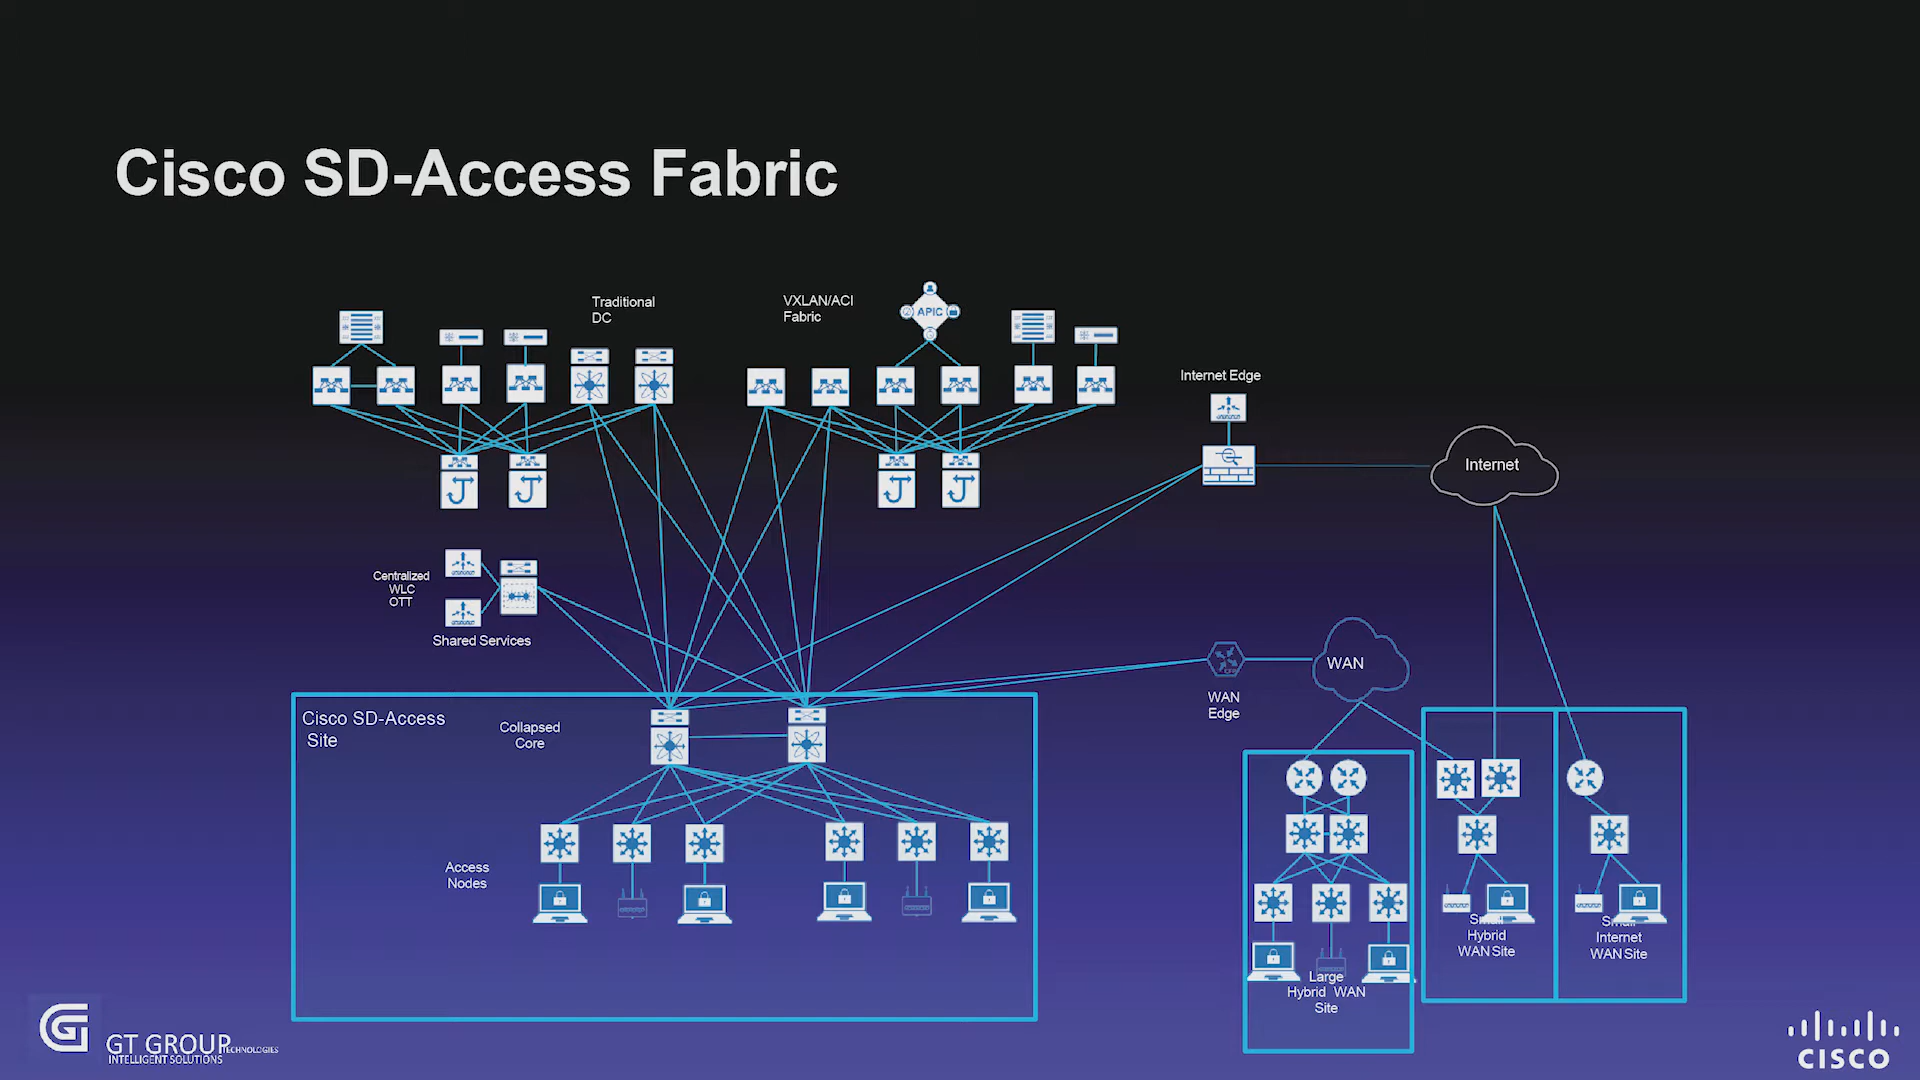 Cisco SD-Access Fabric
Traditional
DC
VXLAN/ACI
Fabric
APIC
Internet Edge
Internet
Centralized
WLC
OTT
Shared Services
WAN
WAN
Edge
Cisco SD-Access
Site
Collapsed
Core
Access
Nodes
Large
Hybrid WAN
Site
Small
Hybrid
WAN Site
Small
Internet
WAN Site
GT GROUP TECHNOLOGIES
INTELLIGENT SOLUTIONS
CISCO